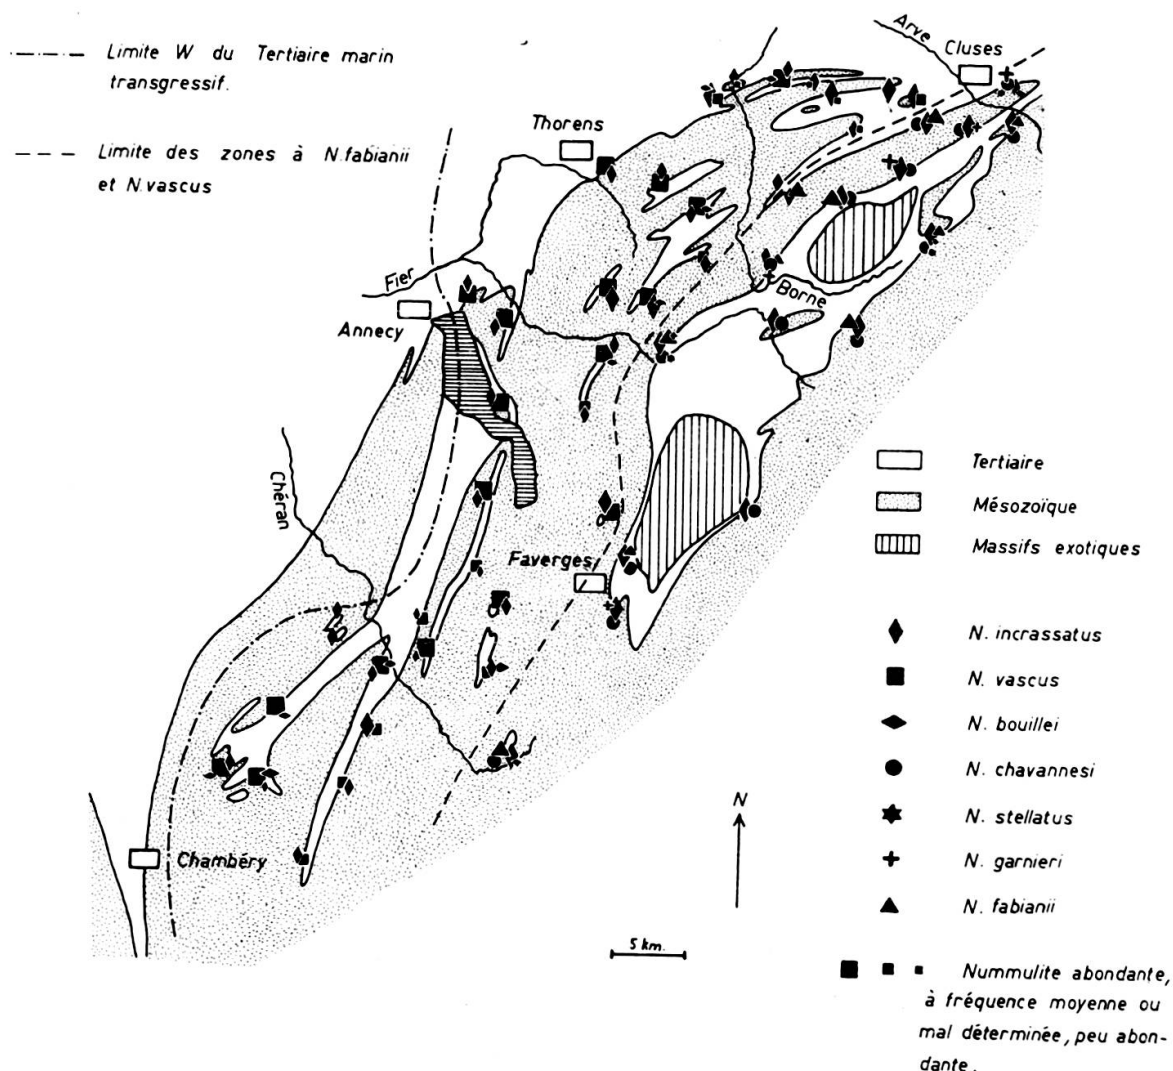 Limite W du Tertiaire marin
transgressif.
Limite des zones à N.fabianii
et N.vascus
Arve
Cluses
Thorens
Fier
Annecy
Borne
Chéran
Faverges
Chambéry
Tertiaire
Mésozoïque
Massifs exotiques
N. incrassatus
N. vascus
N. bouillei
N. chavannesi
N. stellatus
N. garnieri
N. fabianii
N
5 km.
Nummulite abondante,
à fréquence moyenne ou
mal déterminée, peu abon-
dante.